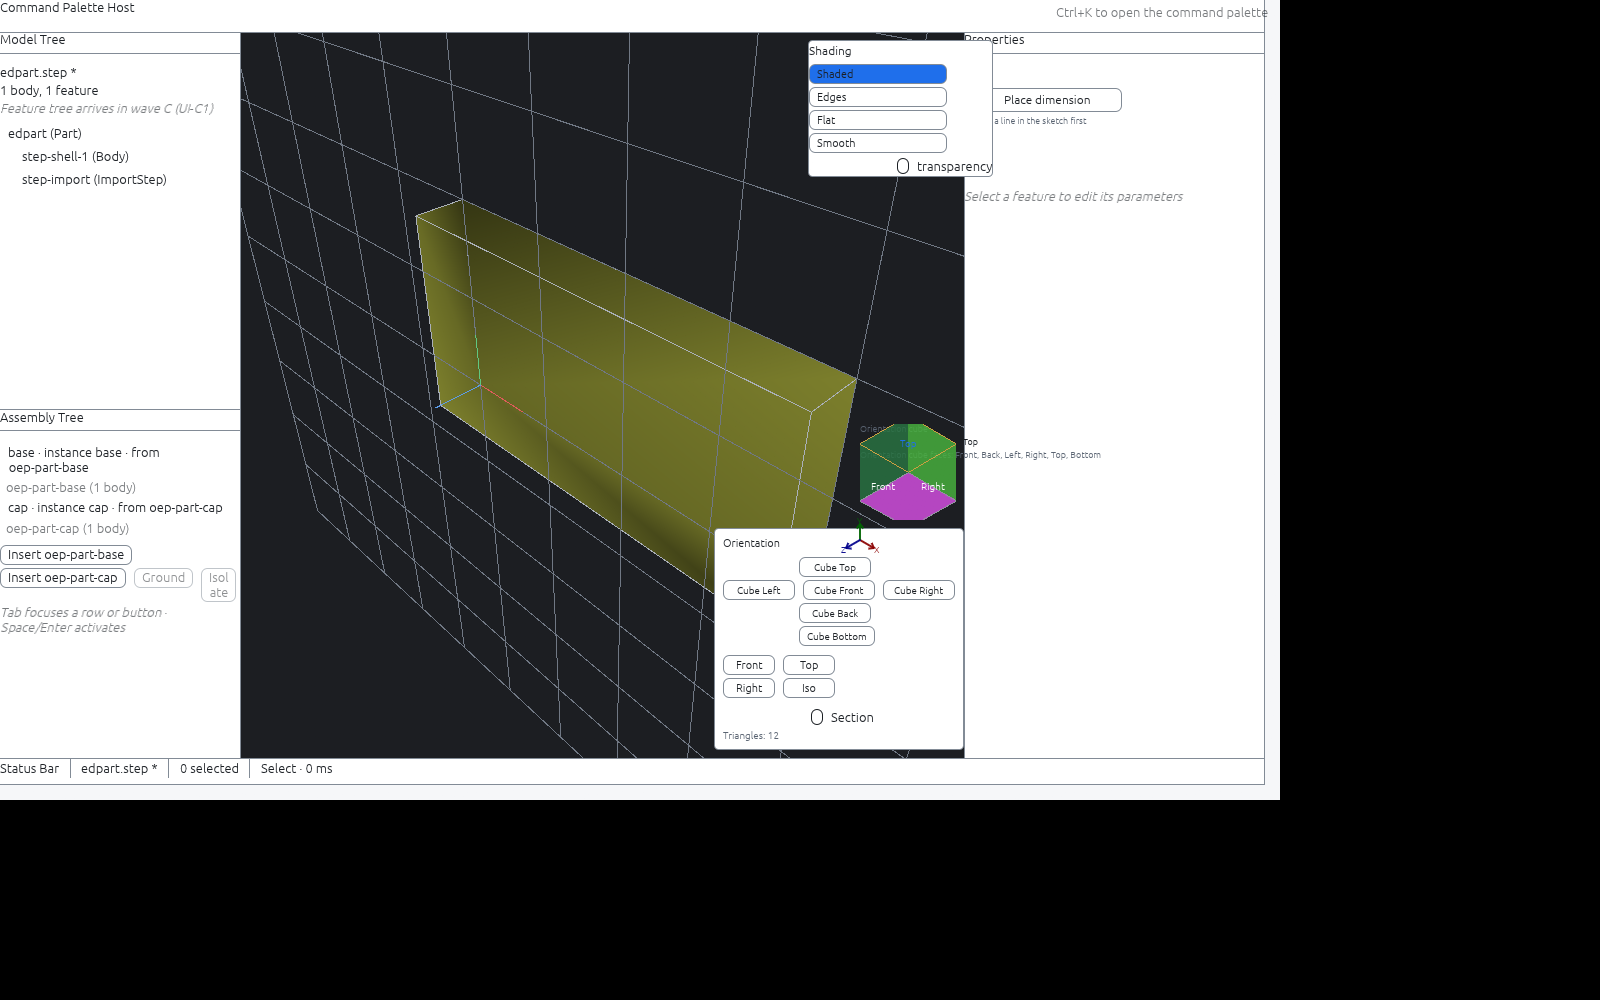 Command Palette Host
Ctrl+K to open the command palette
Model Tree
edpart.step *
1 body, 1 feature
Feature tree arrives in wave C (UI-C1)
edpart (Part)
step-shell-1 (Body)
step-import (ImportStep)
Assembly Tree
base · instance base · from
oep-part-base
oep-part-base (1 body)
cap · instance cap · from oep-part-cap
oep-part-cap (1 body)
Insert oep-part-base
Insert oep-part-cap
Ground
Isol
ate
Tab focuses a row or button ·
Space/Enter activates
Shading
Shaded
Edges
Flat
Smooth
transparency
Properties
Place dimension
a line in the sketch first
Select a feature to edit its parameters
Top
Top
Front, Back, Left, Right, Top, Bottom
Front
Right
Z
X
Orientation
Cube Top
Cube Left
Cube Front
Cube Right
Cube Back
Cube Bottom
Front
Top
Right
Iso
Section
Triangles: 12
Status Bar
edpart.step *
0 selected
Select · 0 ms